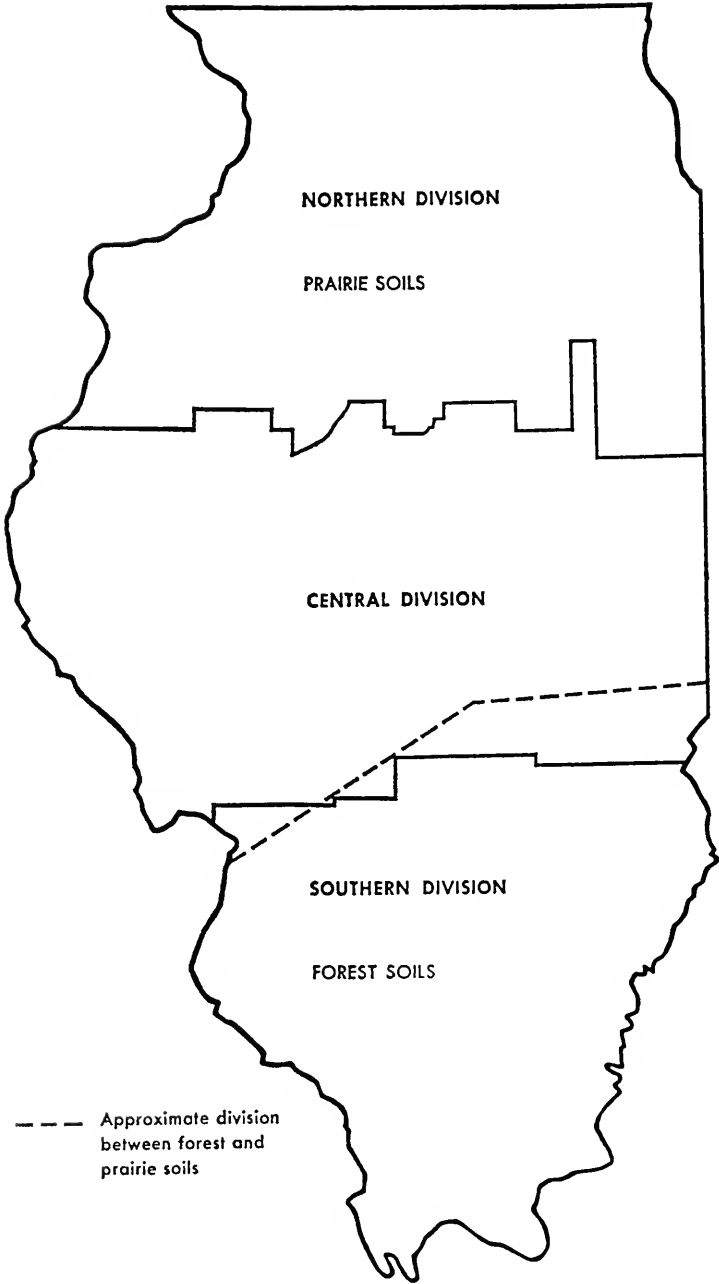 NORTHERN DIVISION
PRAIRIE SOILS
CENTRAL DIVISION
SOUTHERN DIVISION
FOREST SOILS
Approximate division
between forest and
prairie soils